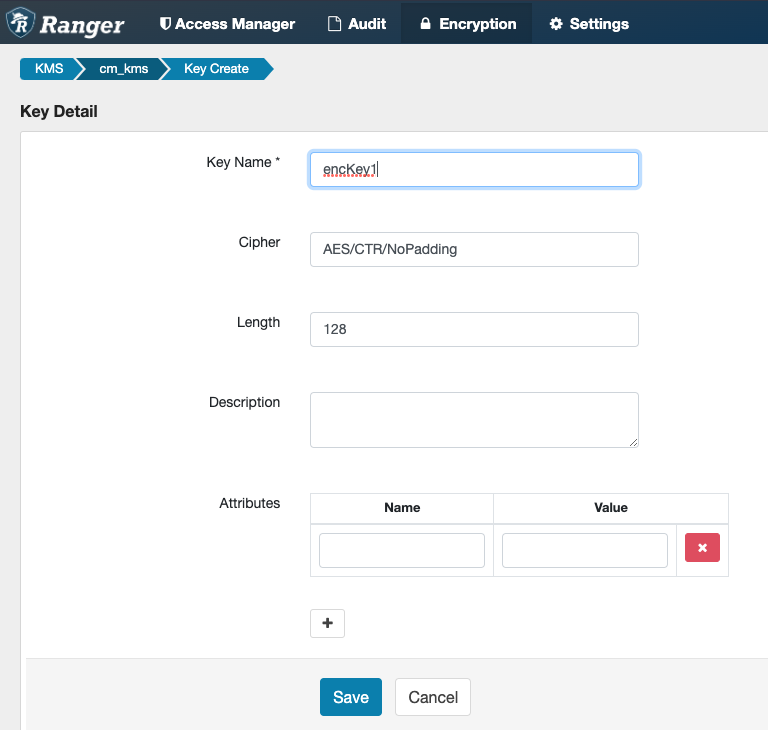 Ranger Access Manager Audit Encryption Settings
KMS cm_kms Key Create
Key Detail
Key Name * encKey1
Cipher AES/CTR/NoPadding
Length 128
Description
Attributes Name Value
Save Cancel